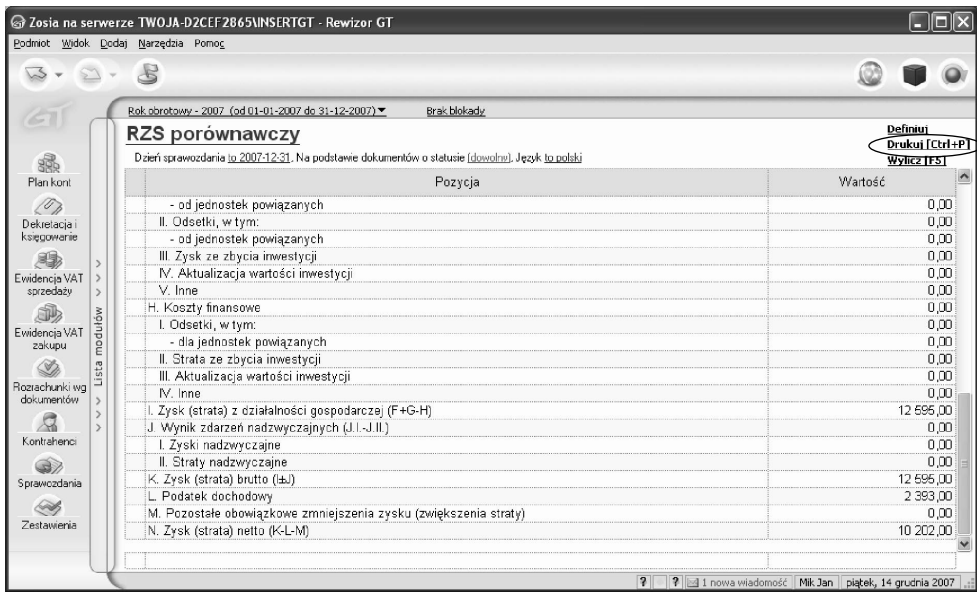 Zosia na serwerze TWOJA-D2CEF2865\INSERTGT - Rewizor GT
Podmiot Widok Dodaj Narzędzia Pomoc
GT
Rok obrotowy - 2007 (od 01-01-2007 do 31-12-2007) Brak blokady
RZS porównawczy
Definiuj
Drukuj [Ctrl+P]
Wylicz [F5]
Dzień sprawozdania to 2007-12-31. Na podstawie dokumentów o statusie (dowolny). Język to polski
Plan kont
Dekretacja i
księgowanie
Ewidencja VAT
sprzedaży
Ewidencja VAT
zakupu
Rozrachunki wg
dokumentów
Kontrahenci
Sprawozdania
Zestawienia
Lista modułów
Pozycja Wartość
- od jednostek powiązanych 0,00
II. Odsetki, w tym: 0,00
- od jednostek powiązanych 0,00
III. Zysk ze zbycia inwestycji 0,00
IV. Aktualizacja wartości inwestycji 0,00
V. Inne 0,00
H. Koszty finansowe 0,00
I. Odsetki, w tym: 0,00
- dla jednostek powiązanych 0,00
II. Strata ze zbycia inwestycji 0,00
III. Aktualizacja wartości inwestycji 0,00
IV. Inne 0,00
I. Zysk (strata) z działalności gospodarczej (F+G-H) 12 595,00
J. Wynik zdarzeń nadzwyczajnych (J.I.-J.II.) 0,00
I. Zyski nadzwyczajne 0,00
II. Straty nadzwyczajne 0,00
K. Zysk (strata) brutto (I±J) 12 595,00
L. Podatek dochodowy 2 393,00
M. Pozostałe obowiązkowe zmniejszenia zysku (zwiększenia straty) 0,00
N. Zysk (strata) netto (K-L-M) 10 202,00
? ? 1 nowa wiadomość Mik Jan piątek, 14 grudnia 2007